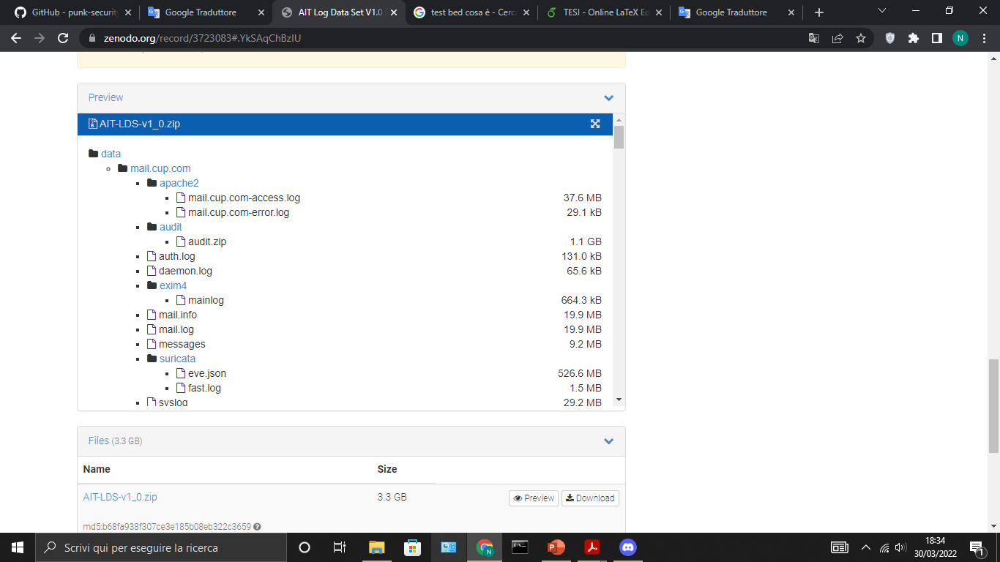 GitHub - punk-securit
Google Traduttore
AIT Log Data Set V1.0
test bed cosa è - Cerc
TESI - Online LaTeX Ed
Google Traduttore
zenodo.org/record/3723083#.YkSAqChBzIU
N
Preview
AIT-LDS-v1_0.zip
data
mail.cup.com
apache2
mail.cup.com-access.log 37.6 MB
mail.cup.com-error.log 29.1 kB
audit
audit.zip 1.1 GB
auth.log 131.0 kB
daemon.log 65.6 kB
exim4
mainlog 664.3 kB
mail.info 19.9 MB
mail.log 19.9 MB
messages 9.2 MB
suricata
eve.json 526.6 MB
fast.log 1.5 MB
syslog 29.2 MB
Files (3.3 GB)
Name Size
AIT-LDS-v1_0.zip 3.3 GB Preview Download
md5:b68fa938f307ce3e185b08eb322c3659
Scrivi qui per eseguire la ricerca
18:34
30/03/2022
1